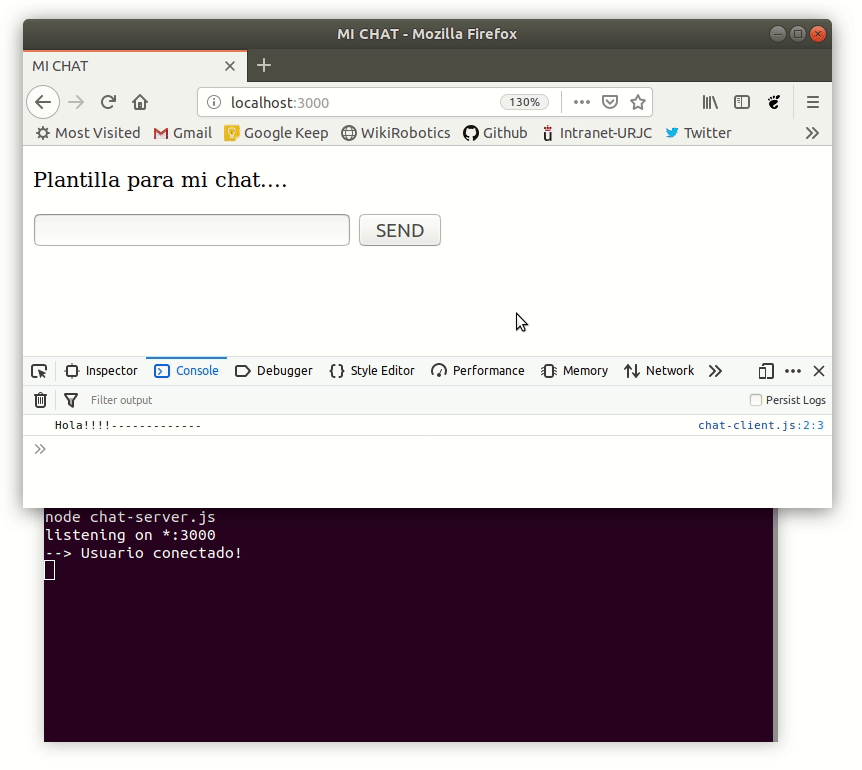 MI CHAT - Mozilla Firefox
MI CHAT
localhost:3000 130%
Most Visited Gmail Google Keep WikiRobotics Github Intranet-URJC Twitter
Plantilla para mi chat....
SEND
Inspector Console Debugger Style Editor Performance Memory Network
Filter output Persist Logs
Hola!!!!------------- chat-client.js:2:3
node chat-server.js
listening on *:3000
--> Usuario conectado!